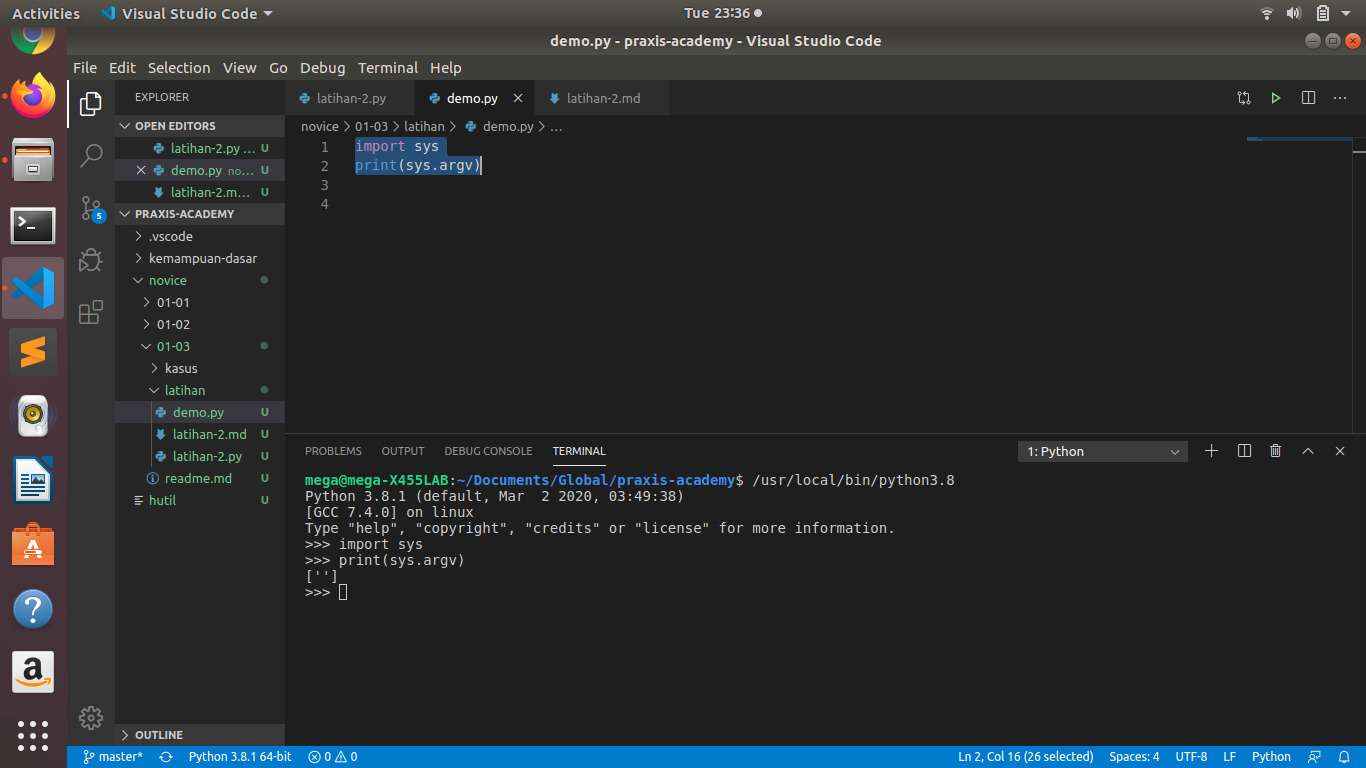 Activities Visual Studio Code Tue 23:36
demo.py - praxis-academy - Visual Studio Code
File Edit Selection View Go Debug Terminal Help
EXPLORER
OPEN EDITORS
latihan-2.py ... U
demo.py no... U
latihan-2.m... U
PRAXIS-ACADEMY
.vscode
kemampuan-dasar
novice
01-01
01-02
01-03
kasus
latihan
demo.py U
latihan-2.md U
latihan-2.py U
readme.md
hutil
OUTLINE
5
latihan-2.py demo.py latihan-2.md
novice > 01-03 > latihan > demo.py > ...
1 import sys
2 print(sys.argv)
3
4
PROBLEMS OUTPUT DEBUG CONSOLE TERMINAL 1: Python
mega@mega-X455LAB:~/Documents/Global/praxis-academy$ /usr/local/bin/python3.8
Python 3.8.1 (default, Mar  2 2020, 03:49:38)
[GCC 7.4.0] on linux
Type "help", "copyright", "credits" or "license" for more information.
>>> import sys
>>> print(sys.argv)
['']
>>>
master* Python 3.8.1 64-bit 0 0 Ln 2, Col 16 (26 selected) Spaces: 4 UTF-8 LF Python